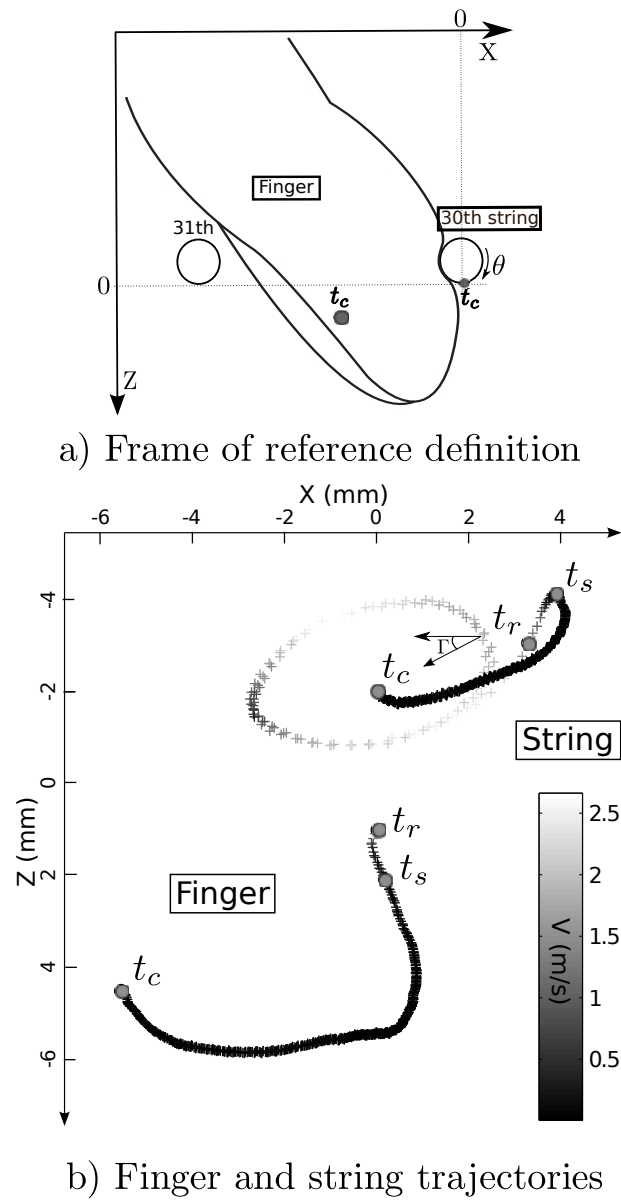 0
X
Finger
30th string
31th
θ
0
t_c
t_c
Z
a) Frame of reference definition
X (mm)
-6 -4 -2 0 2 4
-4
t_s
t_r
Γ
t_c
-2
String
0
Z (mm)
t_r
2
t_s
Finger
4
t_c
-6
2.5
2
1.5
1
0.5
V (m/s)
b) Finger and string trajectories